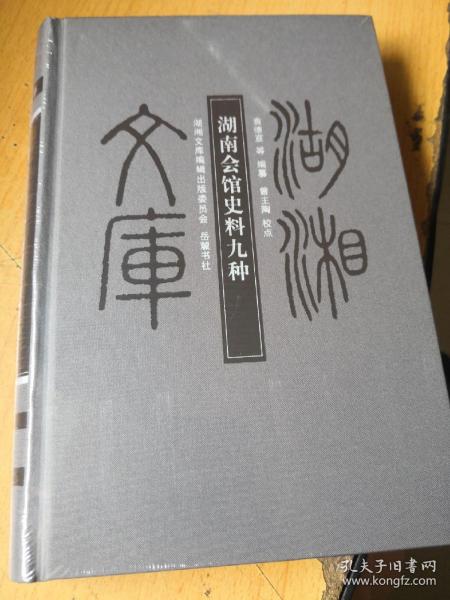 湖湘
文庫
袁德宣 等 编纂 曾主陶 校点
湖南会馆史料九种
湖湘文库编辑出版委员会 岳麓书社
孔夫子旧书网
www.kongfz.com